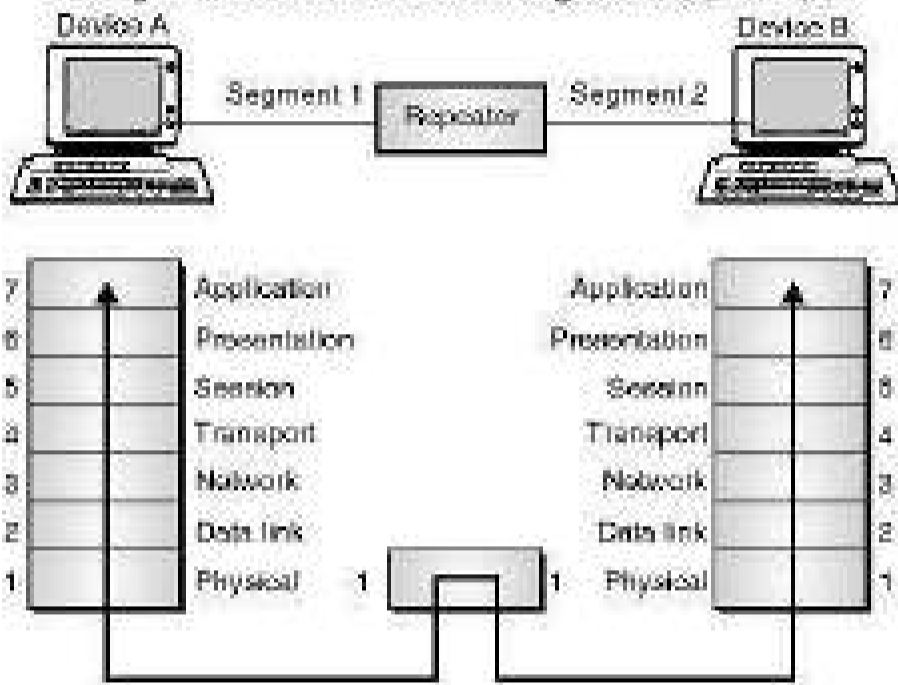 Device A
Device B
Segment 1
Repeater
Segment 2
7 Application
Application 7
6 Presentation
Presentation 6
5 Session
Session 5
4 Transport
Transport 4
3 Network
Network 3
2 Data link
Data link 2
1 Physical
1
1
Physical 1